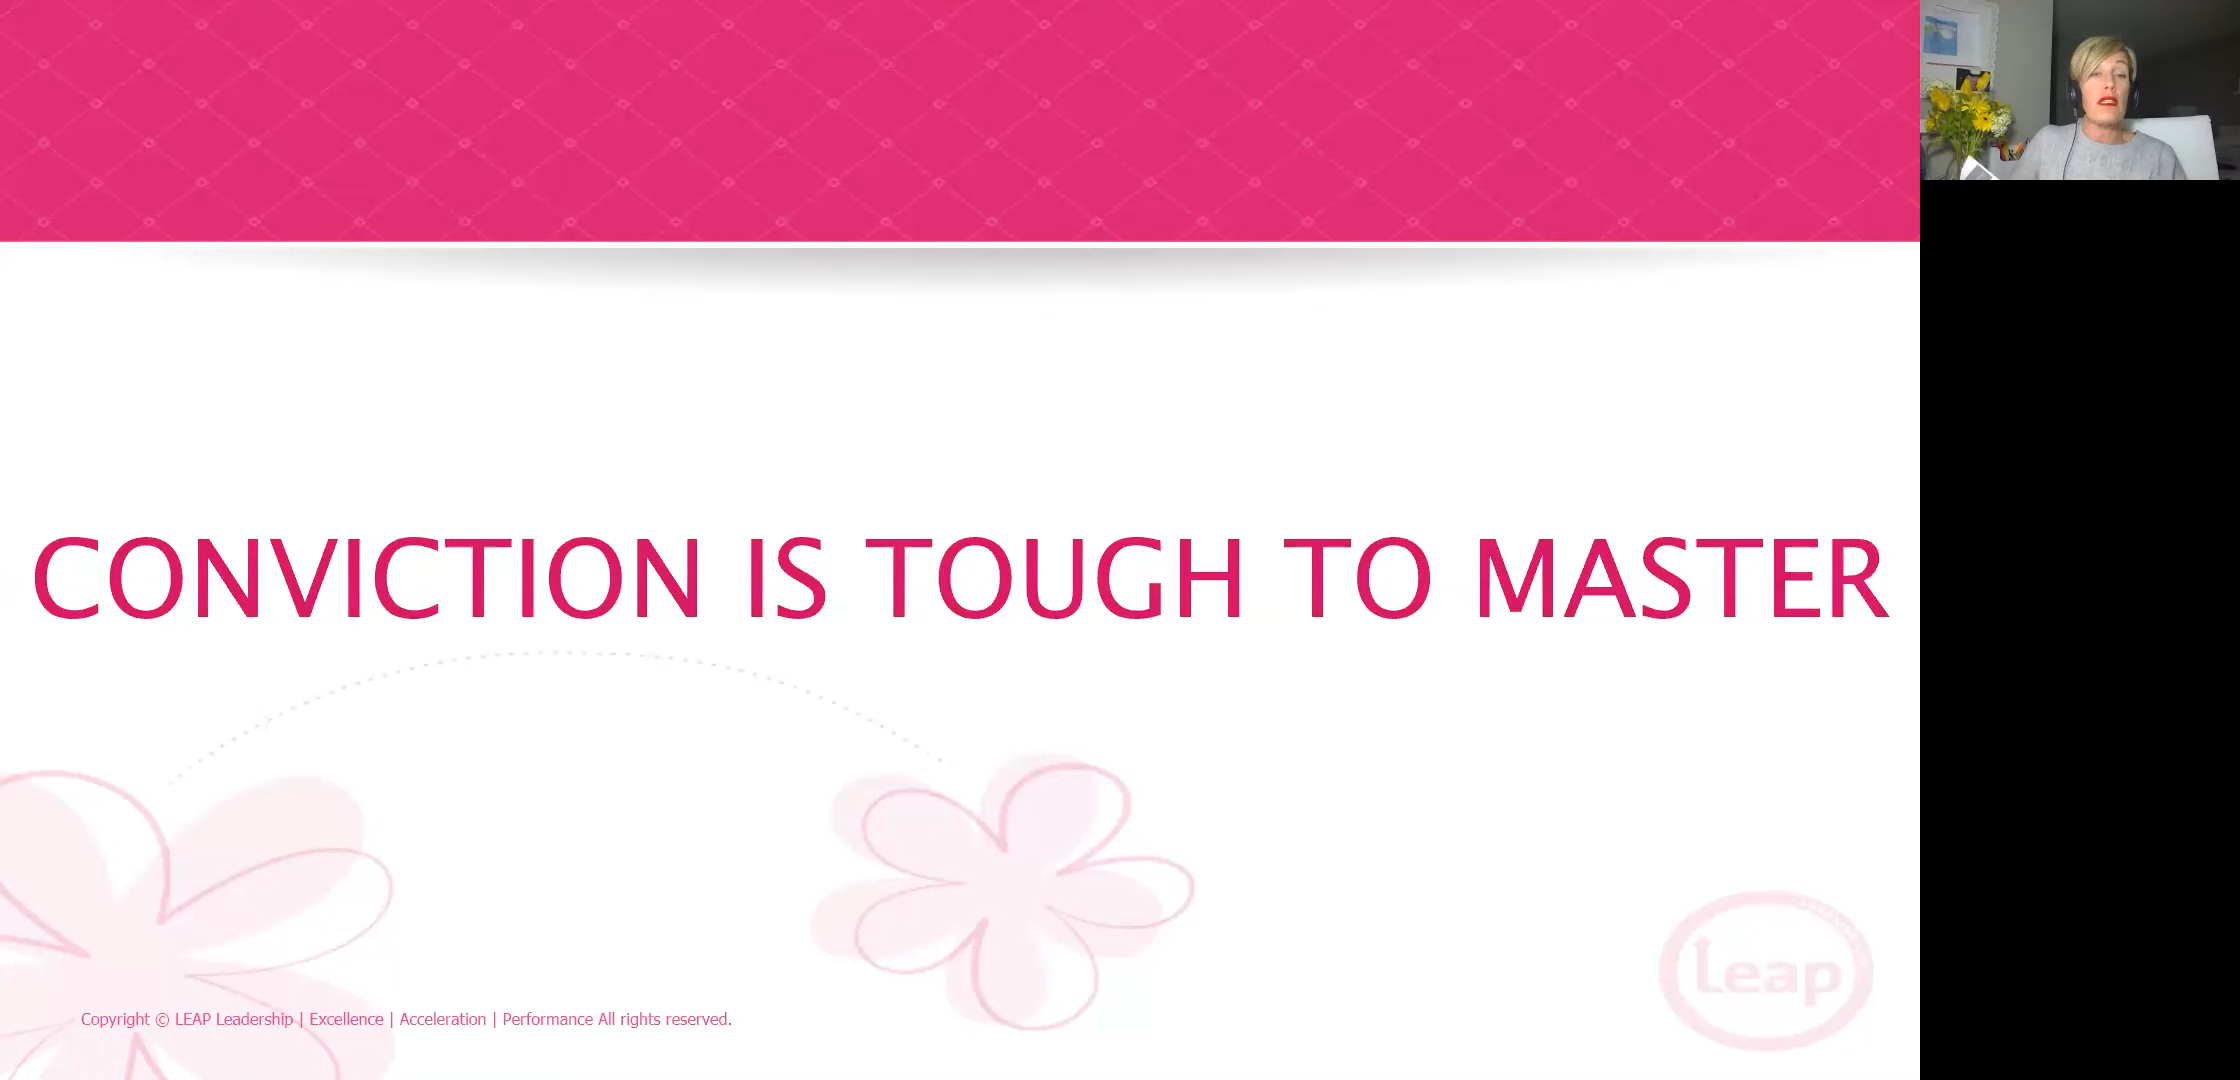 CONVICTION IS TOUGH TO MASTER
Leap
Copyright © LEAP Leadership | Excellence | Acceleration | Performance All rights reserved.